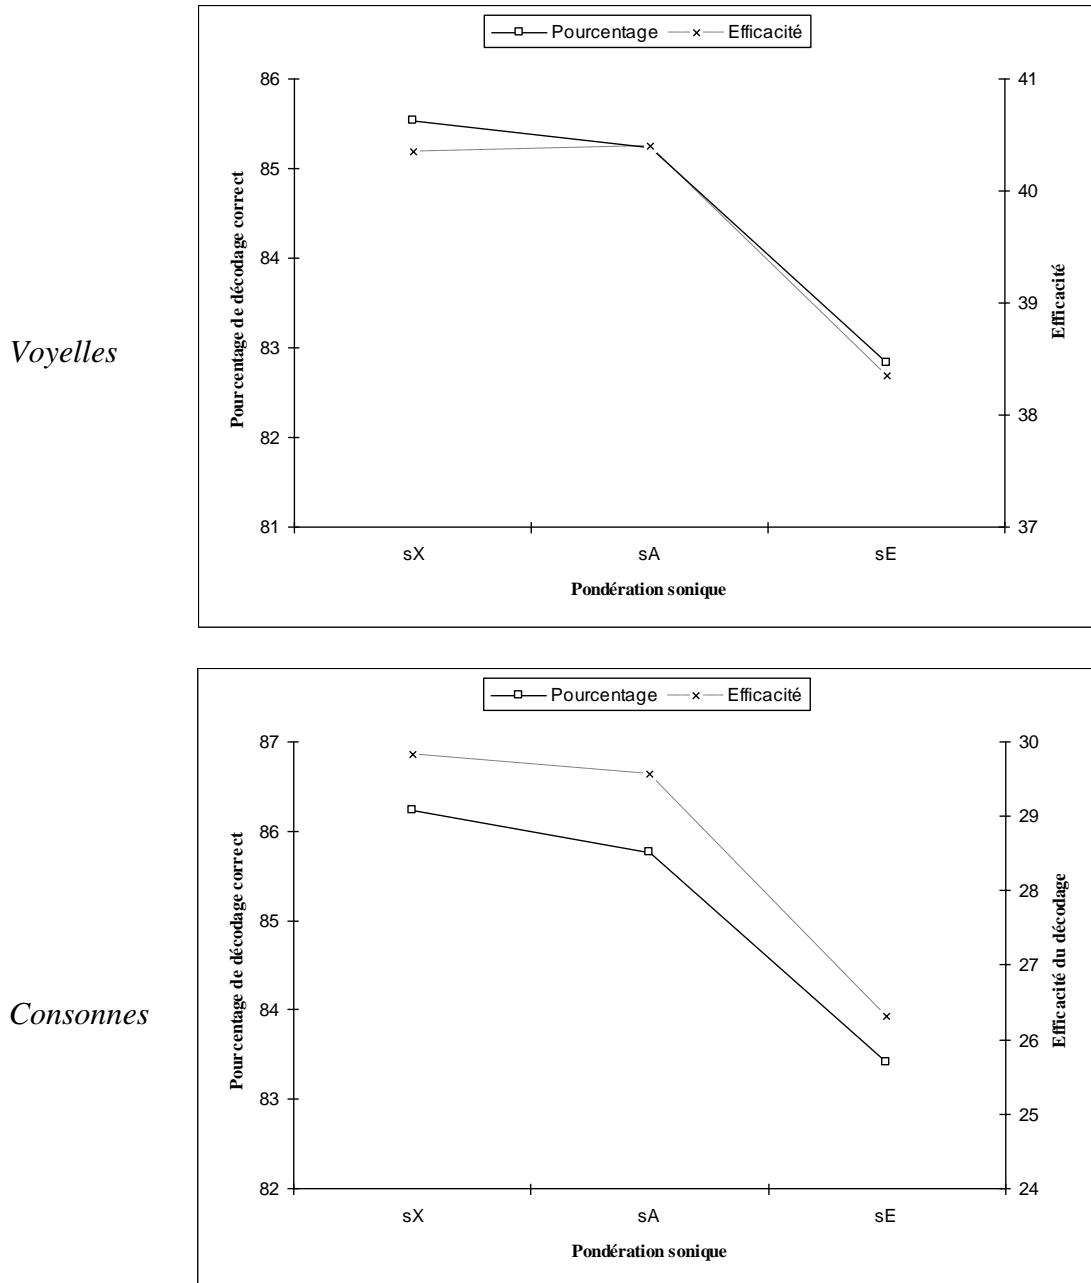 Voyelles
Pourcentage Efficacité
Pourcentage de décodage correct
86
85
84
83
82
81
41
40
39
38
37
Efficacité
sX sA sE
Pondération sonique
Consonnes
Pourcentage Efficacité
Pourcentage de décodage correct
87
86
85
84
83
82
30
29
28
27
26
25
24
Efficacité du décodage
sX sA sE
Pondération sonique